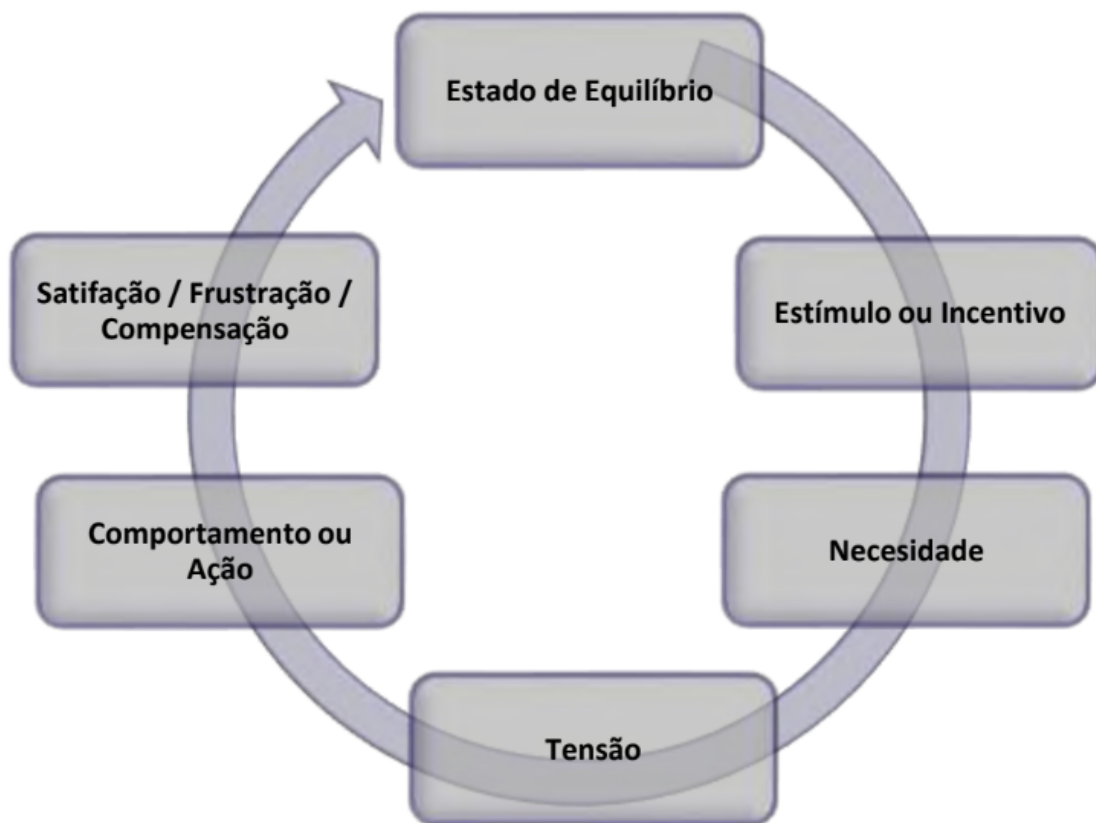 Estado de Equilíbrio
Estímulo ou Incentivo
Necesidade
Tensão
Comportamento ou
Ação
Satifação / Frustração /
Compensação